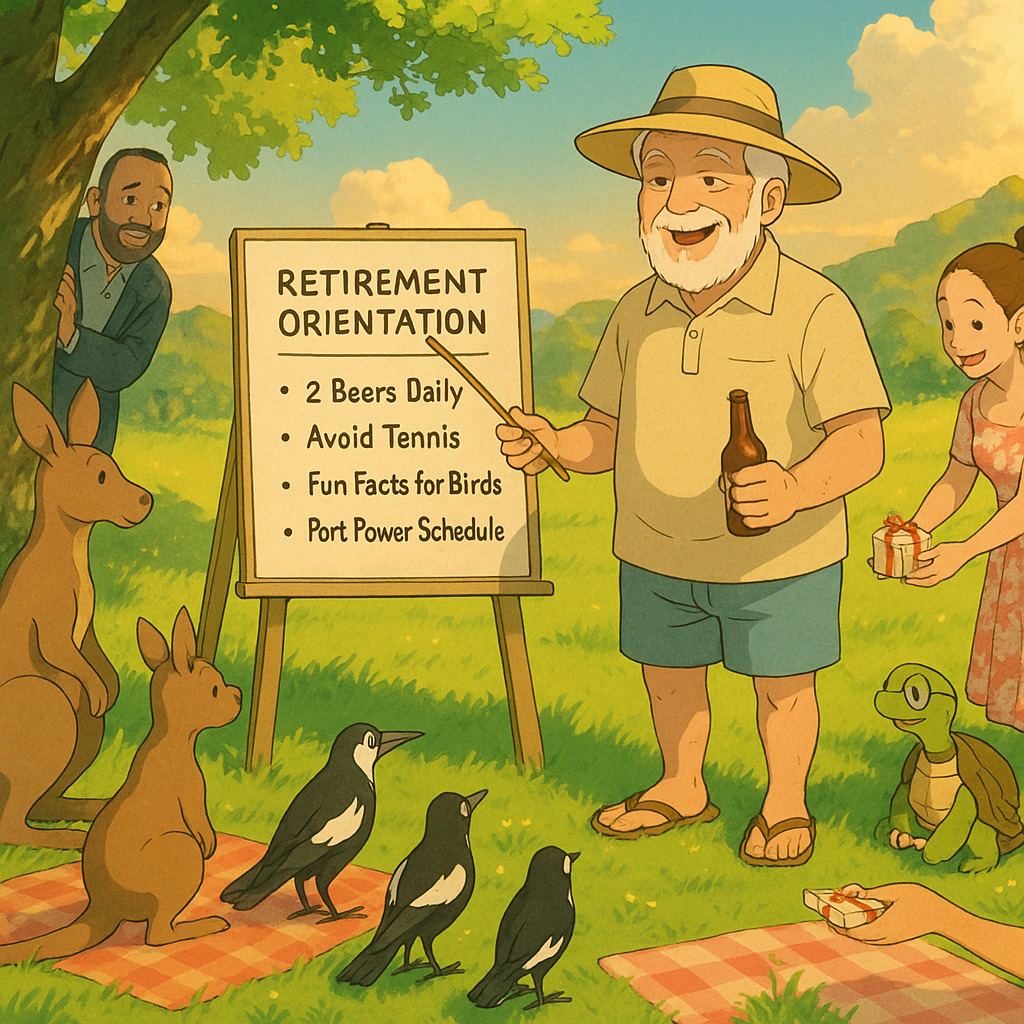 RETIREMENT
ORIENTATION
• 2 Beers Daily
• Avoid Tennis
• Fun Facts for Birds
• Port Power Schedule